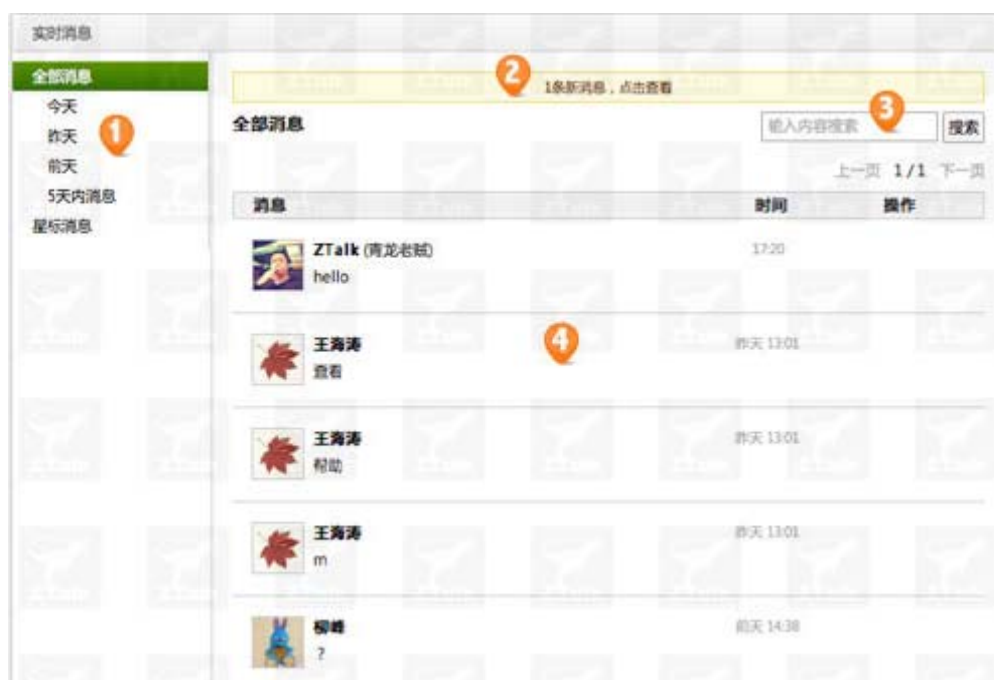 实时消息
全部消息
今天
昨天
前天
5天内消息
星标消息
1
2
1条新消息，点击查看
全部消息
3
输入内容搜索
搜索
上一页 1/1 下一页
消息 时间 操作
ZTalk (青龙老贼) 17:20
hello
4
王海涛 昨天 13:01
查看
王海涛 昨天 13:01
帮助
王海涛 昨天 13:01
m
柳峰 前天 14:38
?